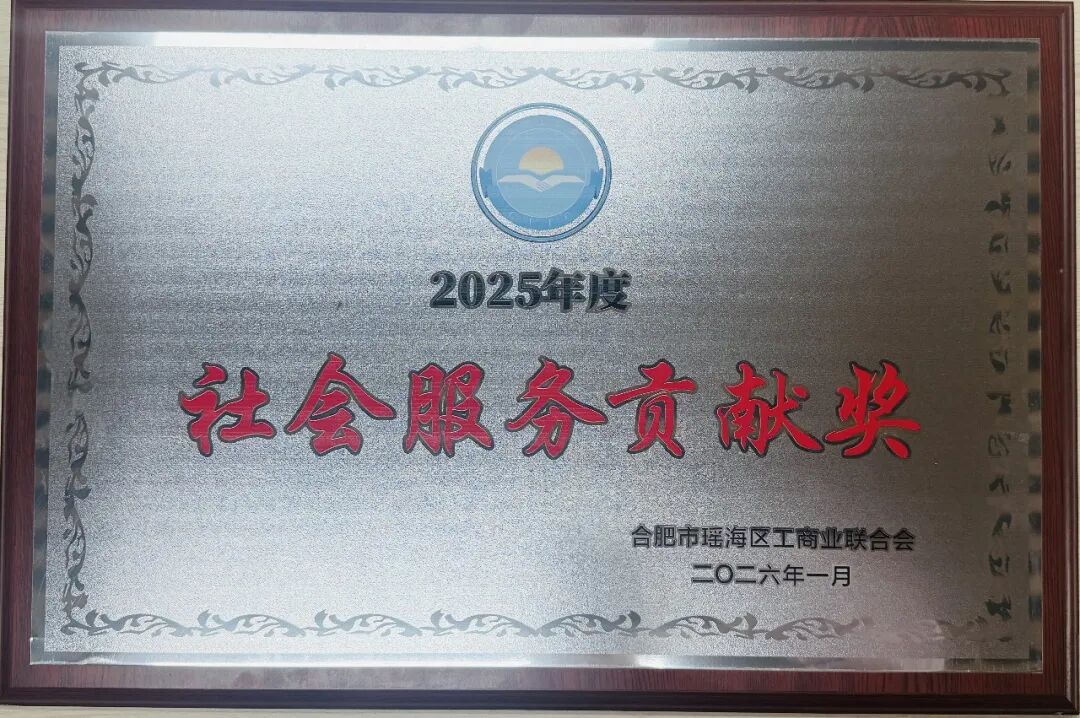 2025年度
社会服务贡献奖
合肥市瑶海区工商业联合会
二〇二六年一月